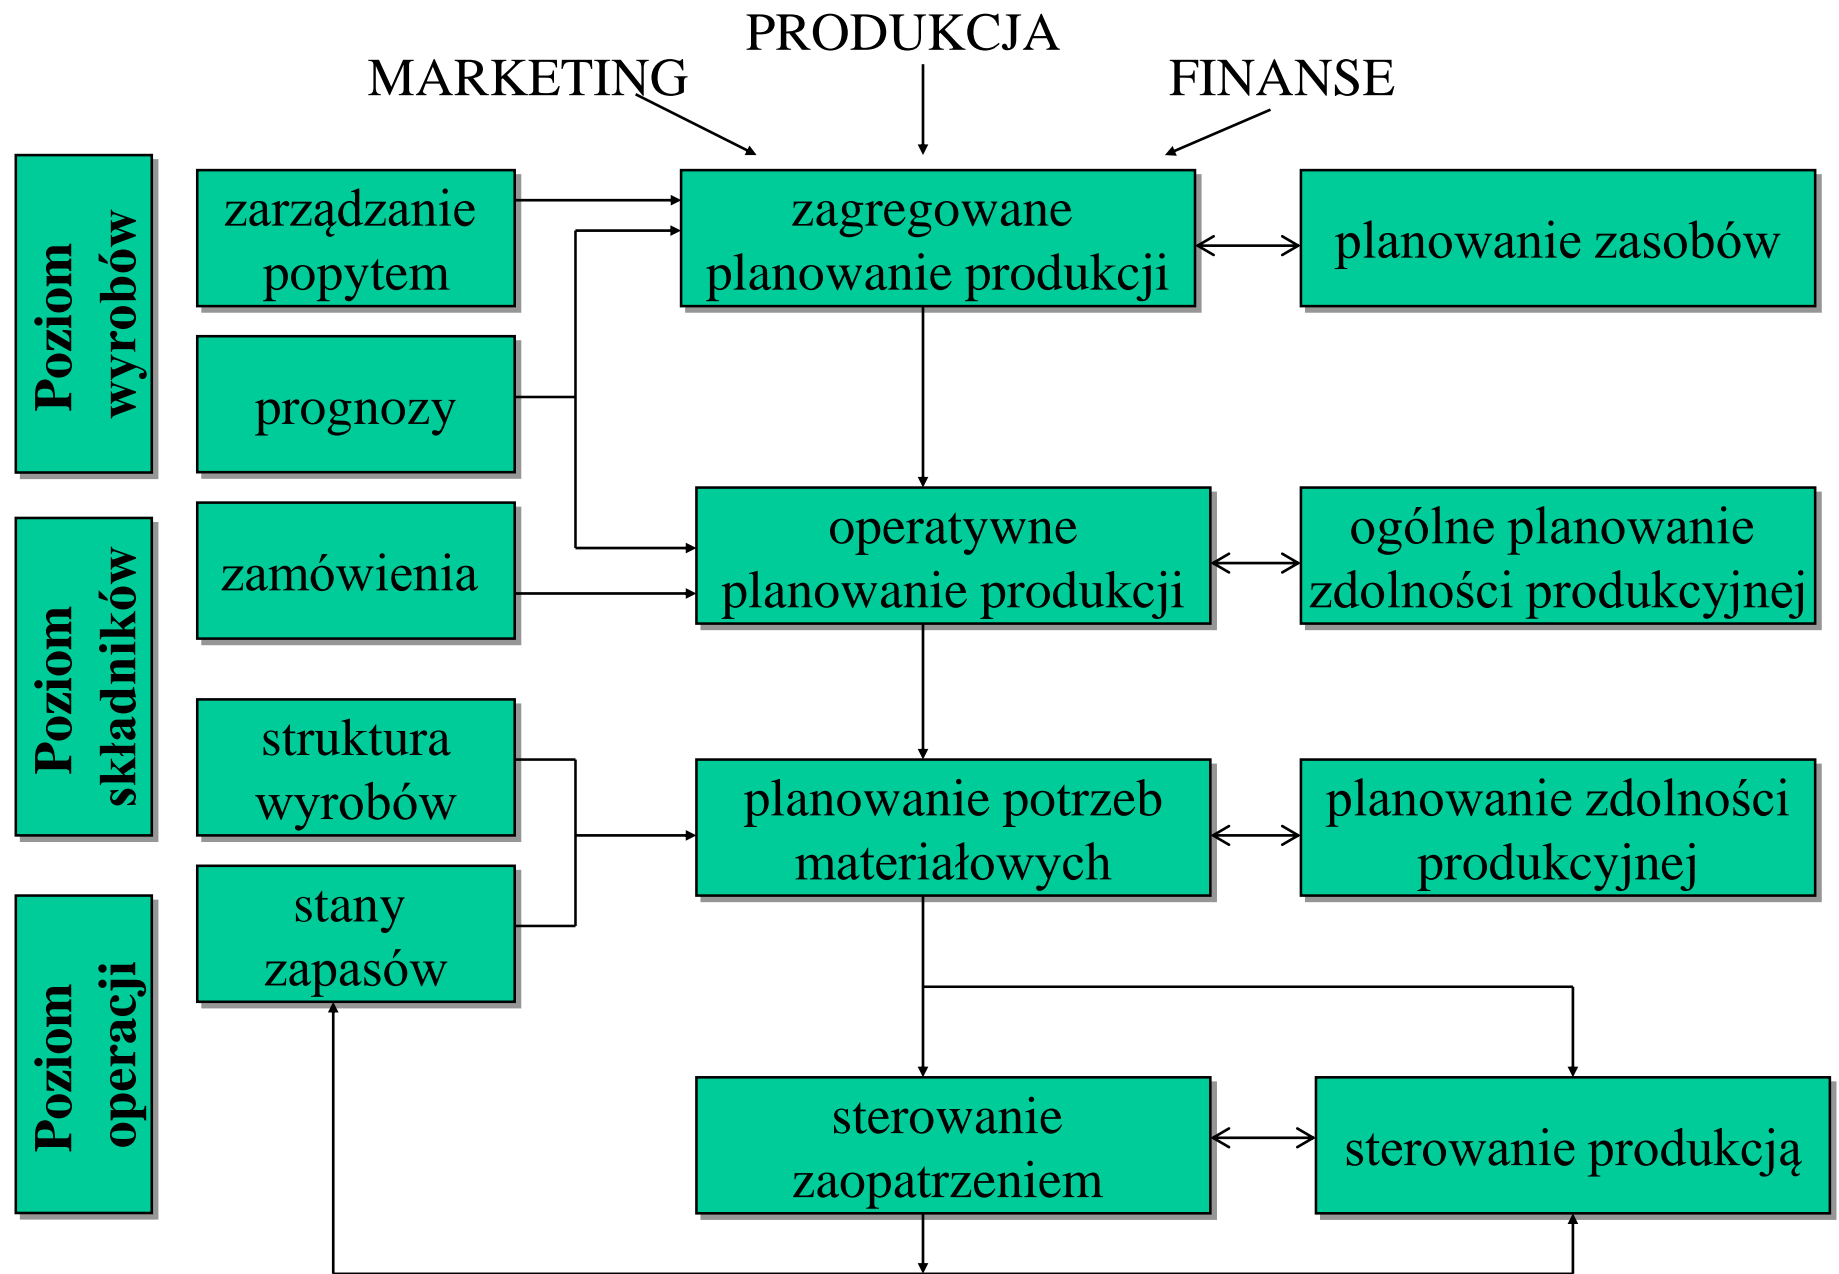 PRODUKCJA
MARKETING
FINANSE
Poziom
wyrobów
zarządzanie
popytem
zagregowane
planowanie produkcji
planowanie zasobów
prognozy
Poziom
składników
zamówienia
operatywne
planowanie produkcji
ogólne planowanie
zdolności produkcyjnej
struktura
wyrobów
planowanie potrzeb
materiałowych
planowanie zdolności
produkcyjnej
Poziom
operacji
stany
zapasów
sterowanie
zaopatrzeniem
sterowanie produkcją